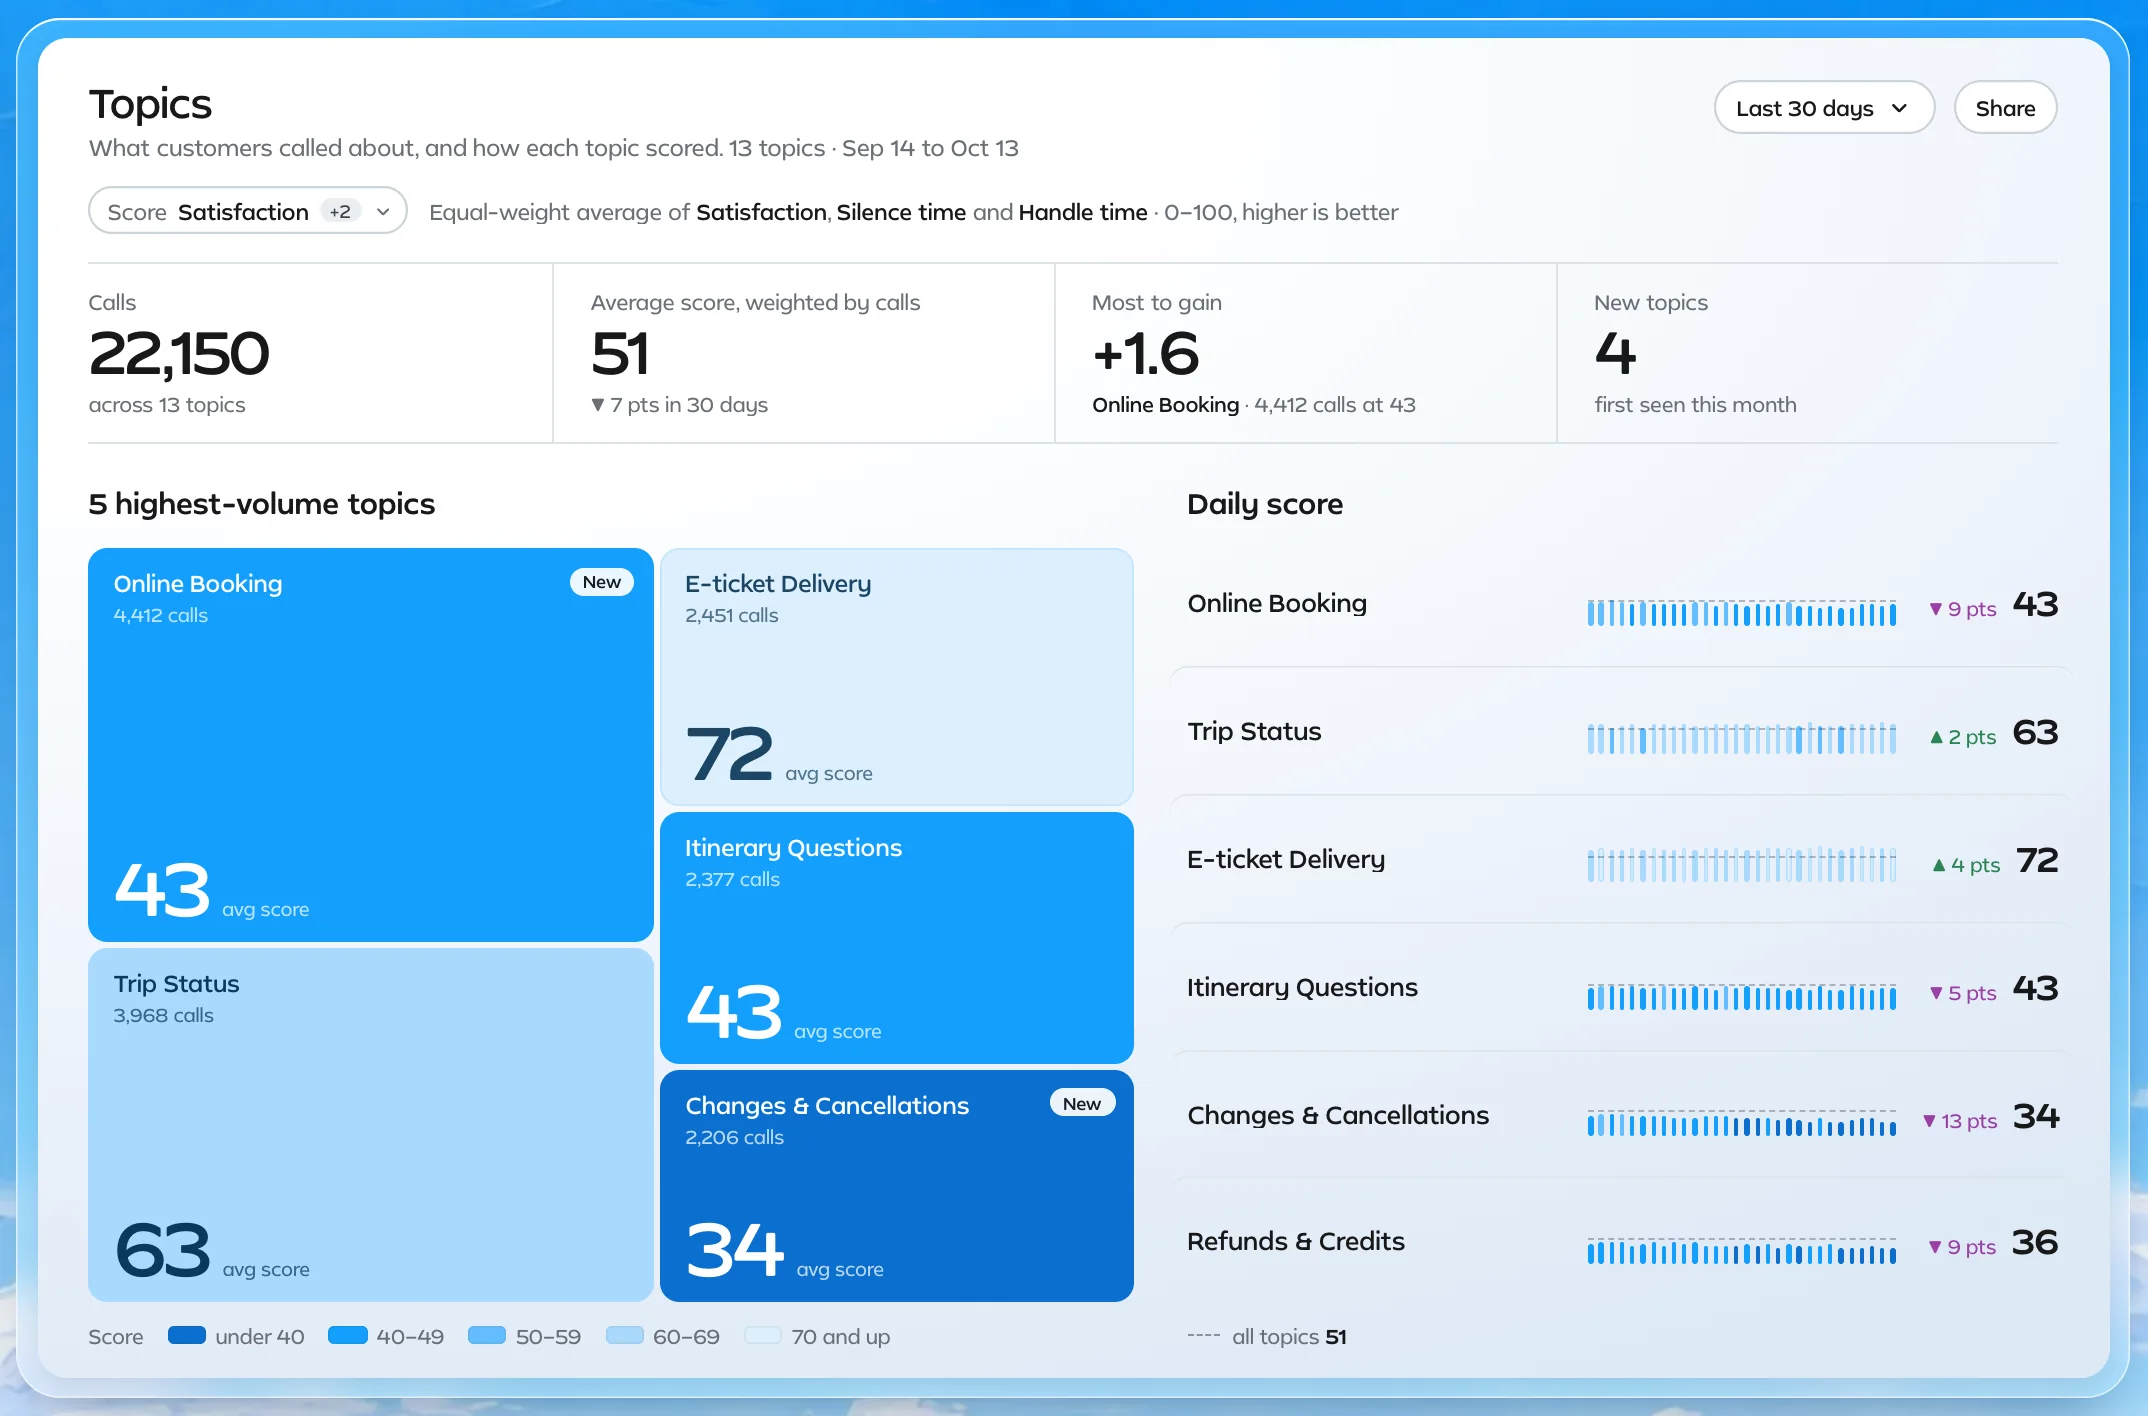 Topics
Last 30 days
Share
What customers called about, and how each topic scored. 13 topics · Sep 14 to Oct 13
Score Satisfaction +2
Equal-weight average of Satisfaction, Silence time and Handle time · 0–100, higher is better
Calls
22,150
across 13 topics
Average score, weighted by calls
51
▼ 7 pts in 30 days
Most to gain
+1.6
Online Booking · 4,412 calls at 43
New topics
4
first seen this month
5 highest-volume topics
Online Booking
New
4,412 calls
43 avg score
Trip Status
3,968 calls
63 avg score
E-ticket Delivery
2,451 calls
72 avg score
Itinerary Questions
2,377 calls
43 avg score
Changes & Cancellations
New
2,206 calls
34 avg score
Score under 40 40–49 50–59 60–69 70 and up
Daily score
Online Booking ▼ 9 pts 43
Trip Status ▲ 2 pts 63
E-ticket Delivery ▲ 4 pts 72
Itinerary Questions ▼ 5 pts 43
Changes & Cancellations ▼ 13 pts 34
Refunds & Credits ▼ 9 pts 36
all topics 51